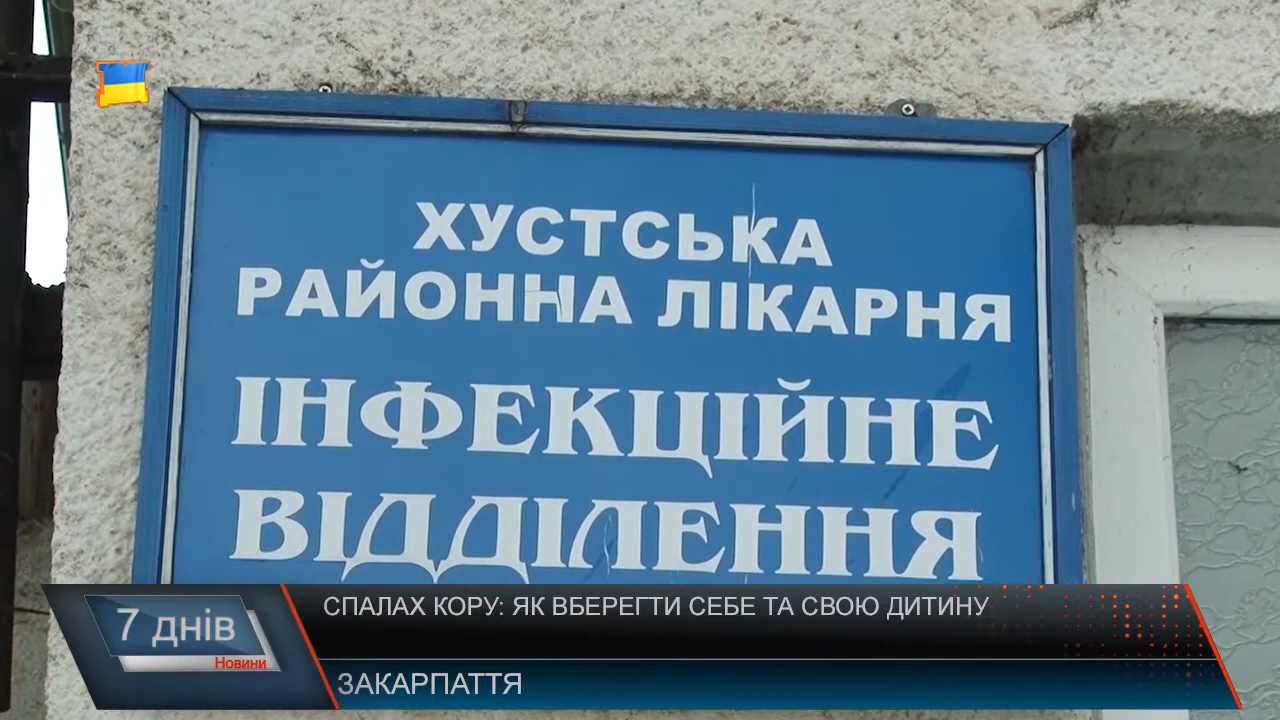 ХУСТСЬКА
РАЙОННА ЛІКАРНЯ
ІНФЕКЦІЙНЕ
ВІДДІЛЕННЯ
7 днів
Новини
СПАЛАХ КОРУ: ЯК ВБЕРЕГТИ СЕБЕ ТА СВОЮ ДИТИНУ
ЗАКАРПАТТЯ